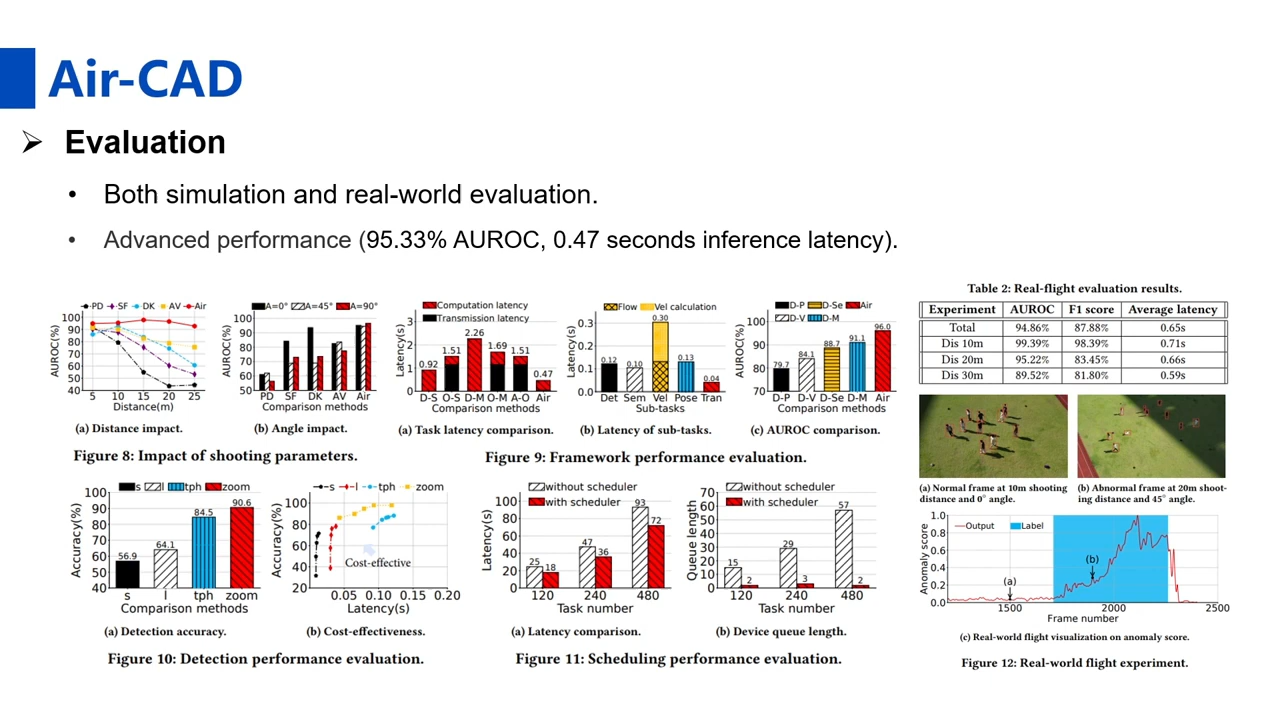 Air-CAD
➢ Evaluation
• Both simulation and real-world evaluation.
• Advanced performance (95.33% AUROC, 0.47 seconds inference latency).
PD SF DK AV Air
AUROC(%)
100
90
80
70
60
50
40
5 10 15 20 25
Distance(m)
(a) Distance impact.
A=0° A=45° A=90°
AUROC(%)
100
90
80
70
60
50
PD SF DK AV Air
Comparison methods
(b) Angle impact.
Figure 8: Impact of shooting parameters.
Computation latency
Transmission latency
Latency(s)
3
2
1
0
0.92 1.51 2.26 1.69 1.51 0.47
D-S O-S D-M O-M A-O Air
Comparison methods
(a) Task latency comparison.
Flow Vel calculation
Latency(s)
0.3
0.2
0.1
0.0
0.12 0.10 0.30 0.13 0.04
Det Sem Vel Pose Tran
Sub-tasks
(b) Latency of sub-tasks.
D-P D-Se Air
D-V D-M
AUROC(%)
100
90
80
70
79.7 84.1 88.7 91.1 96.0
D-P D-V D-Se D-M Air
Comparison methods
(c) AUROC comparison.
Figure 9: Framework performance evaluation.
Table 2: Real-flight evaluation results.
Experiment AUROC F1 score Average latency
Total 94.86% 87.88% 0.65s
Dis 10m 99.39% 98.39% 0.71s
Dis 20m 95.22% 83.45% 0.66s
Dis 30m 89.52% 81.80% 0.59s
(a) Normal frame at 10m shooting
distance and 0° angle.
(b) Abnormal frame at 20m shoot-
ing distance and 45° angle.
s l tph zoom
Accuracy(%)
100
90
80
70
60
50
40
56.9 64.1 84.5 90.6
s l tph zoom
Comparison methods
(a) Detection accuracy.
s l tph zoom
Accuracy(%)
100
80
60
40
20
Cost-effective
0.05 0.10 0.15 0.20
Latency(s)
(b) Cost-effectiveness.
Figure 10: Detection performance evaluation.
without scheduler
with scheduler
Latency(s)
100
80
60
40
20
0
25 18 47 36 93 72
120 240 480
Task number
(a) Latency comparison.
without scheduler
with scheduler
Queue length
70
60
50
40
30
20
10
0
15 2 29 3 57 2
120 240 480
Task number
(b) Device queue length.
Figure 11: Scheduling performance evaluation.
Output Label
Anomaly score
1.0
0.8
0.6
0.4
0.2
0.0
(a)
(b)
1500 2000 2500
Frame number
(c) Real-world flight visualization on anomaly score.
Figure 12: Real-world flight experiment.